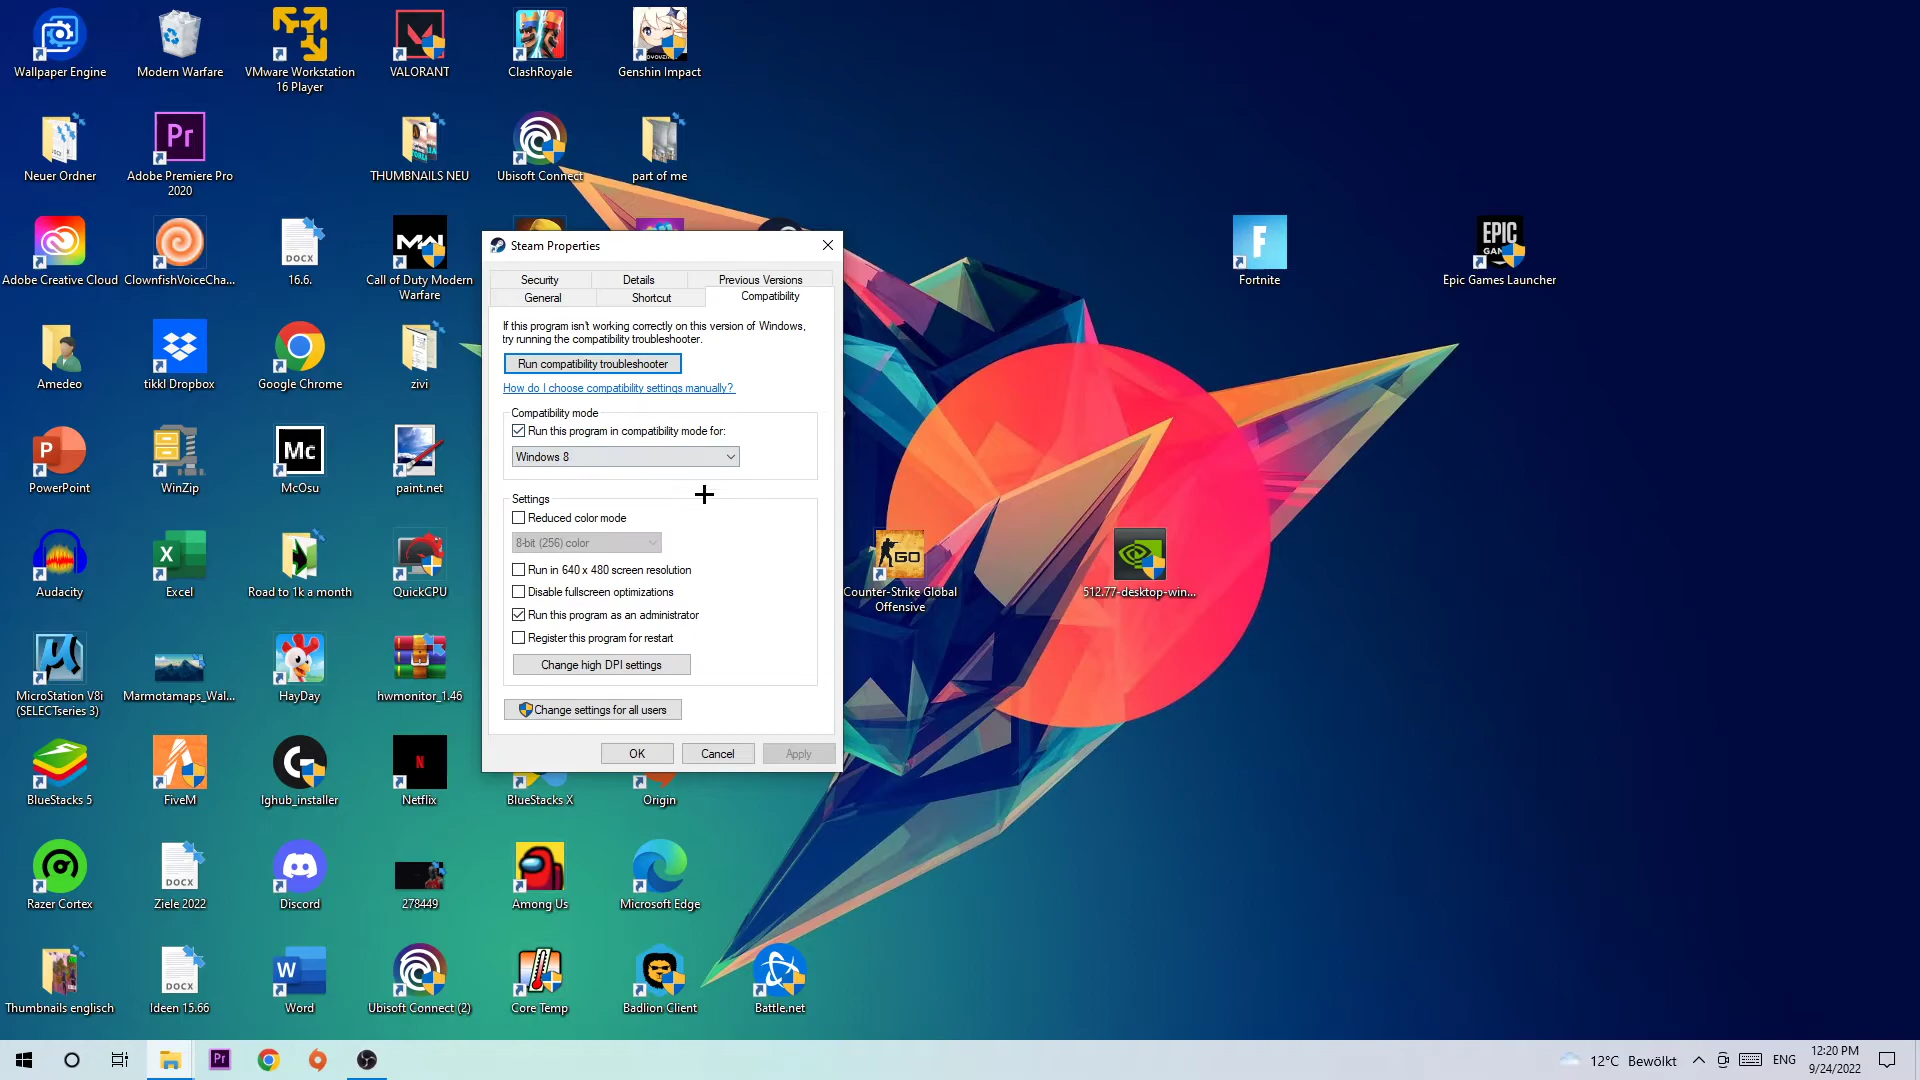 Wallpaper Engine
Modern Warfare
VMware Workstation
16 Player
VALORANT
ClashRoyale
Genshin Impact
Neuer Ordner
Pr
Adobe Premiere Pro
2020
THUMBNAILS NEU
Ubisoft Connect
part of me
Adobe Creative Cloud
ClownfishVoiceCha...
DOCX
16.6.
Call of Duty Modern
Warfare
F
Fortnite
EPIC
Epic Games Launcher
Steam Properties
Security
Details
Previous Versions
General
Shortcut
Compatibility
If this program isn't working correctly on this version of Windows,
try running the compatibility troubleshooter.
Run compatibility troubleshooter
How do I choose compatibility settings manually?
Compatibility mode
Run this program in compatibility mode for:
Windows 8
Settings
Reduced color mode
8-bit (256) color
Run in 640 x 480 screen resolution
Disable fullscreen optimizations
Run this program as an administrator
Register this program for restart
Change high DPI settings
Change settings for all users
OK
Cancel
Apply
Amedeo
tikkl Dropbox
Google Chrome
zivi
P
PowerPoint
WinZip
Mc
McOsu
paint.net
Audacity
X
Excel
Road to 1k a month
QuickCPU
GO
Counter-Strike Global
Offensive
512.77-desktop-win...
MicroStation V8i
(SELECTseries 3)
Marmotamaps_Wal...
HayDay
hwmonitor_1.46
BlueStacks 5
FiveM
G
lghub_installer
N
Netflix
BlueStacks X
Origin
Razer Cortex
DOCX
Ziele 2022
Discord
278449
Among Us
Microsoft Edge
Thumbnails englisch
DOCX
Ideen 15.66
W
Word
Ubisoft Connect (2)
Core Temp
Badlion Client
Battle.net
Pr
12°C Bewölkt
ENG
12:20 PM
9/24/2022